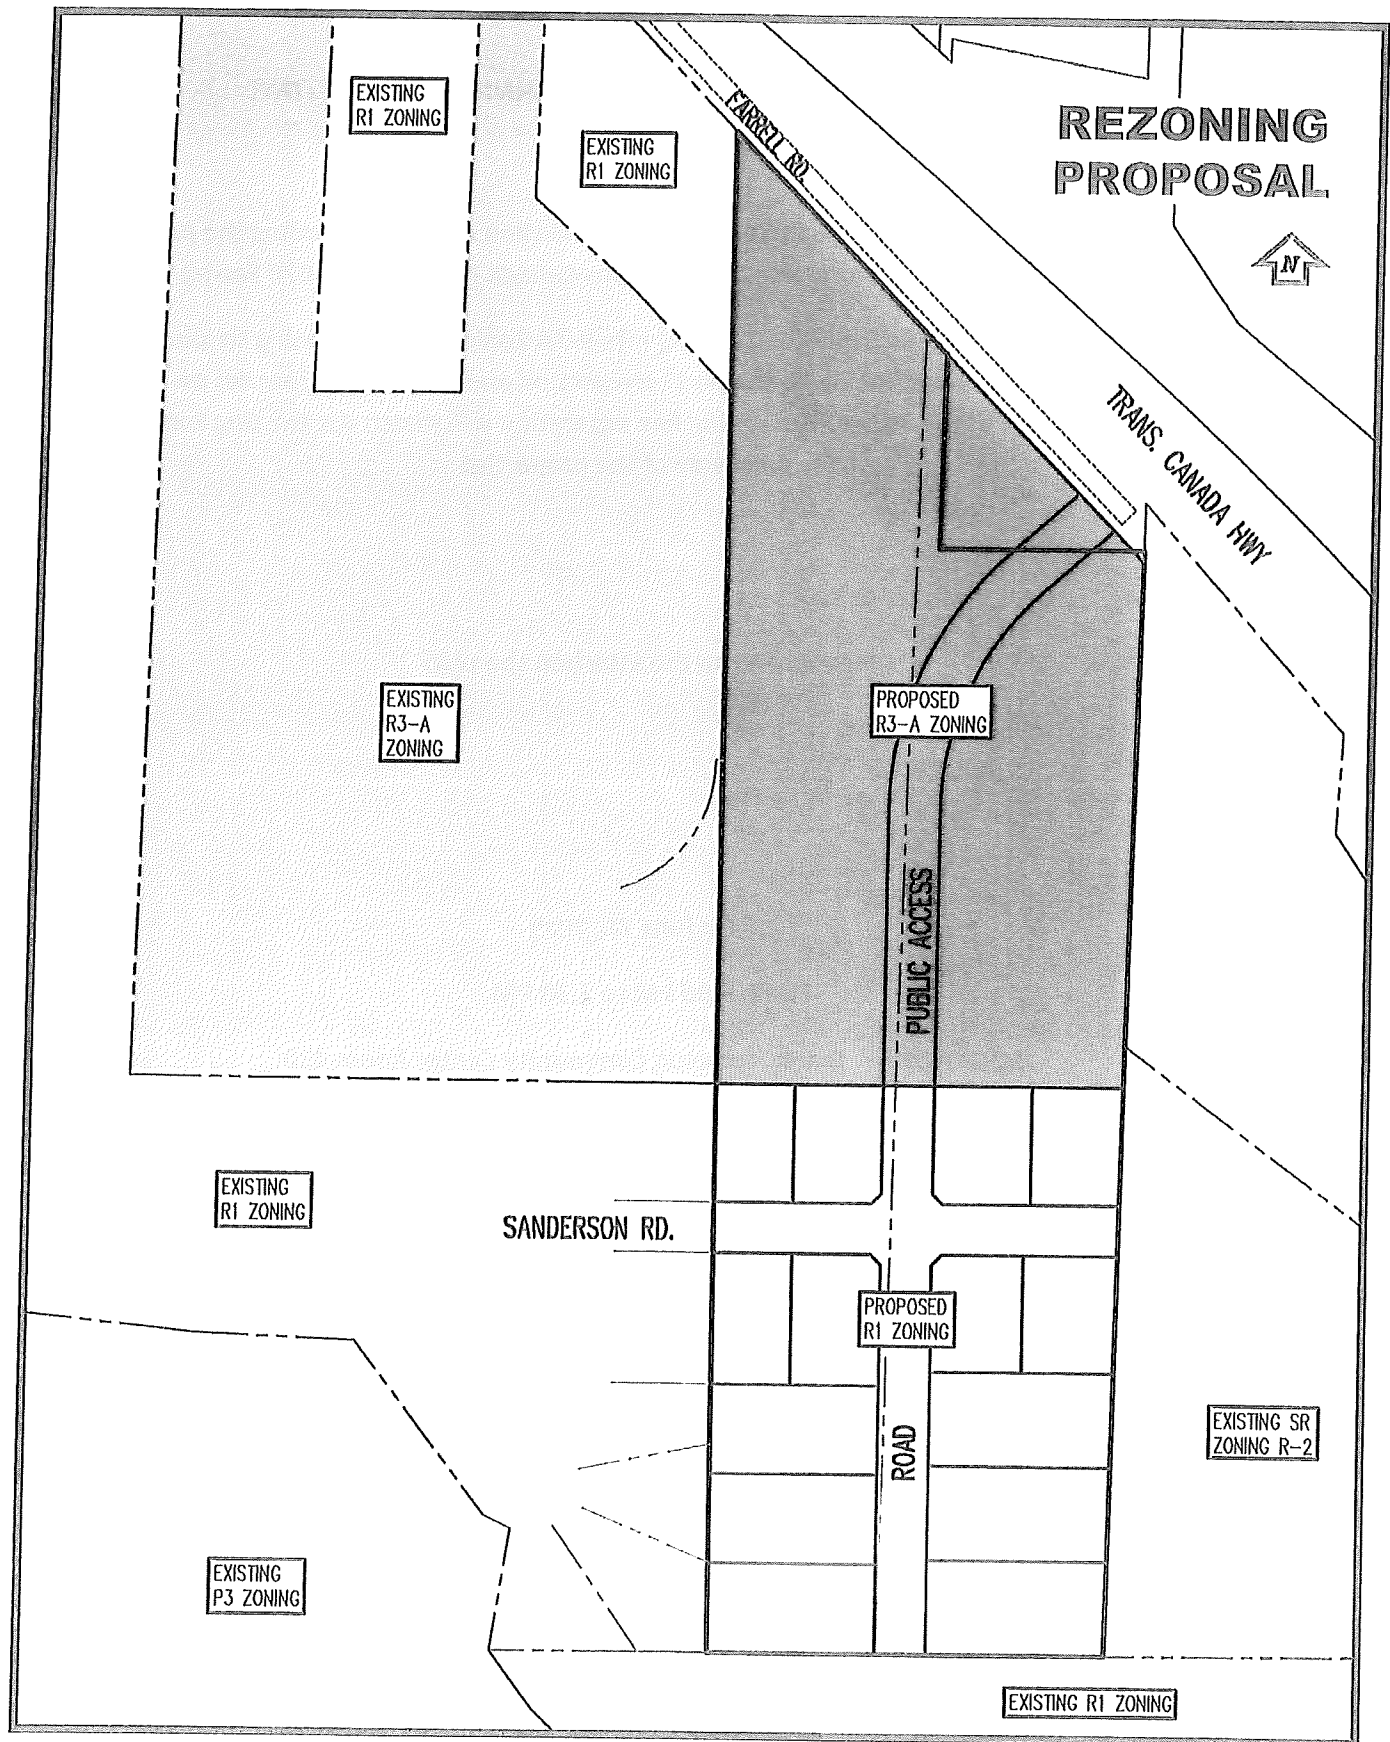 REZONING
PROPOSAL
N
EXISTING
R1 ZONING
EXISTING
R1 ZONING
FARRELL RD.
TRANS. CANADA HWY
EXISTING
R3-A
ZONING
PROPOSED
R3-A ZONING
PUBLIC ACCESS
EXISTING
R1 ZONING
SANDERSON RD.
PROPOSED
R1 ZONING
ROAD
EXISTING SR
ZONING R-2
EXISTING
P3 ZONING
EXISTING R1 ZONING